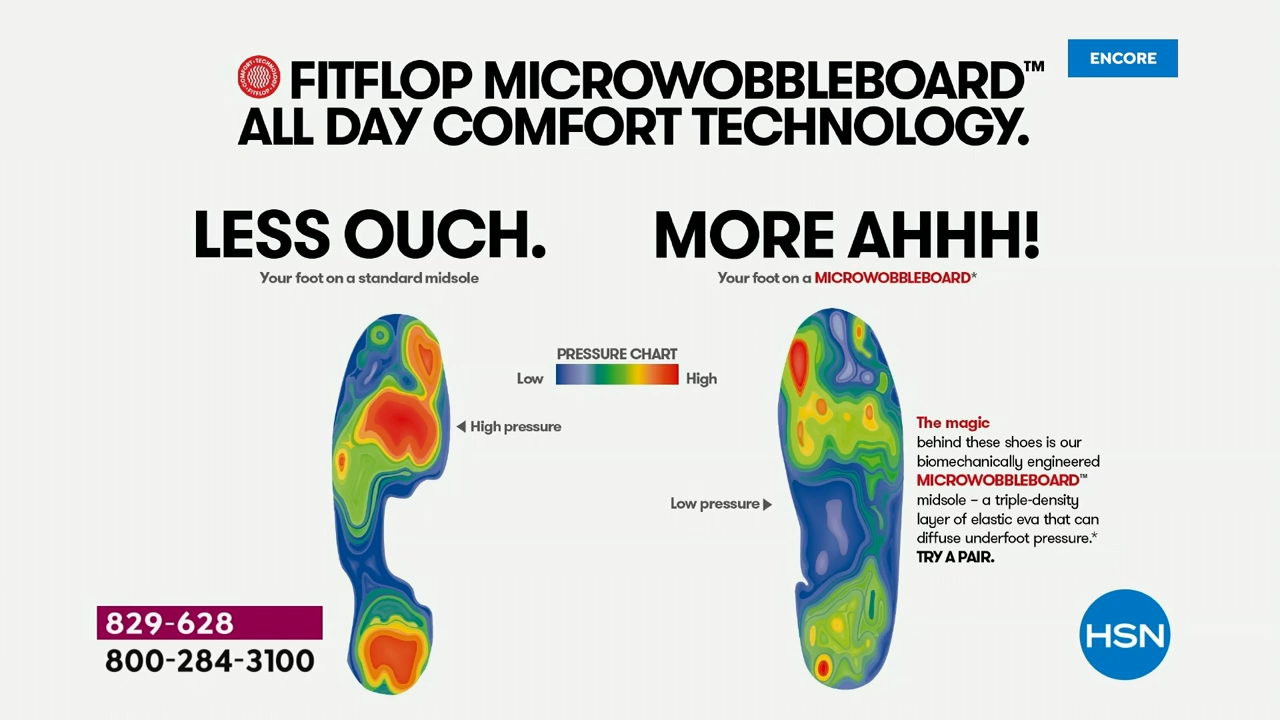 ENCORE
FITFLOP MICROWOBBLEBOARD™
ALL DAY COMFORT TECHNOLOGY.
LESS OUCH.
Your foot on a standard midsole
MORE AHHH!
Your foot on a MICROWOBBLEBOARD*
PRESSURE CHART
Low
High
High pressure
Low pressure
The magic
behind these shoes is our
biomechanically engineered
MICROWOBBLEBOARD™
midsole – a triple-density
layer of elastic eva that can
diffuse underfoot pressure.*
TRY A PAIR.
829-628
800-284-3100
HSN